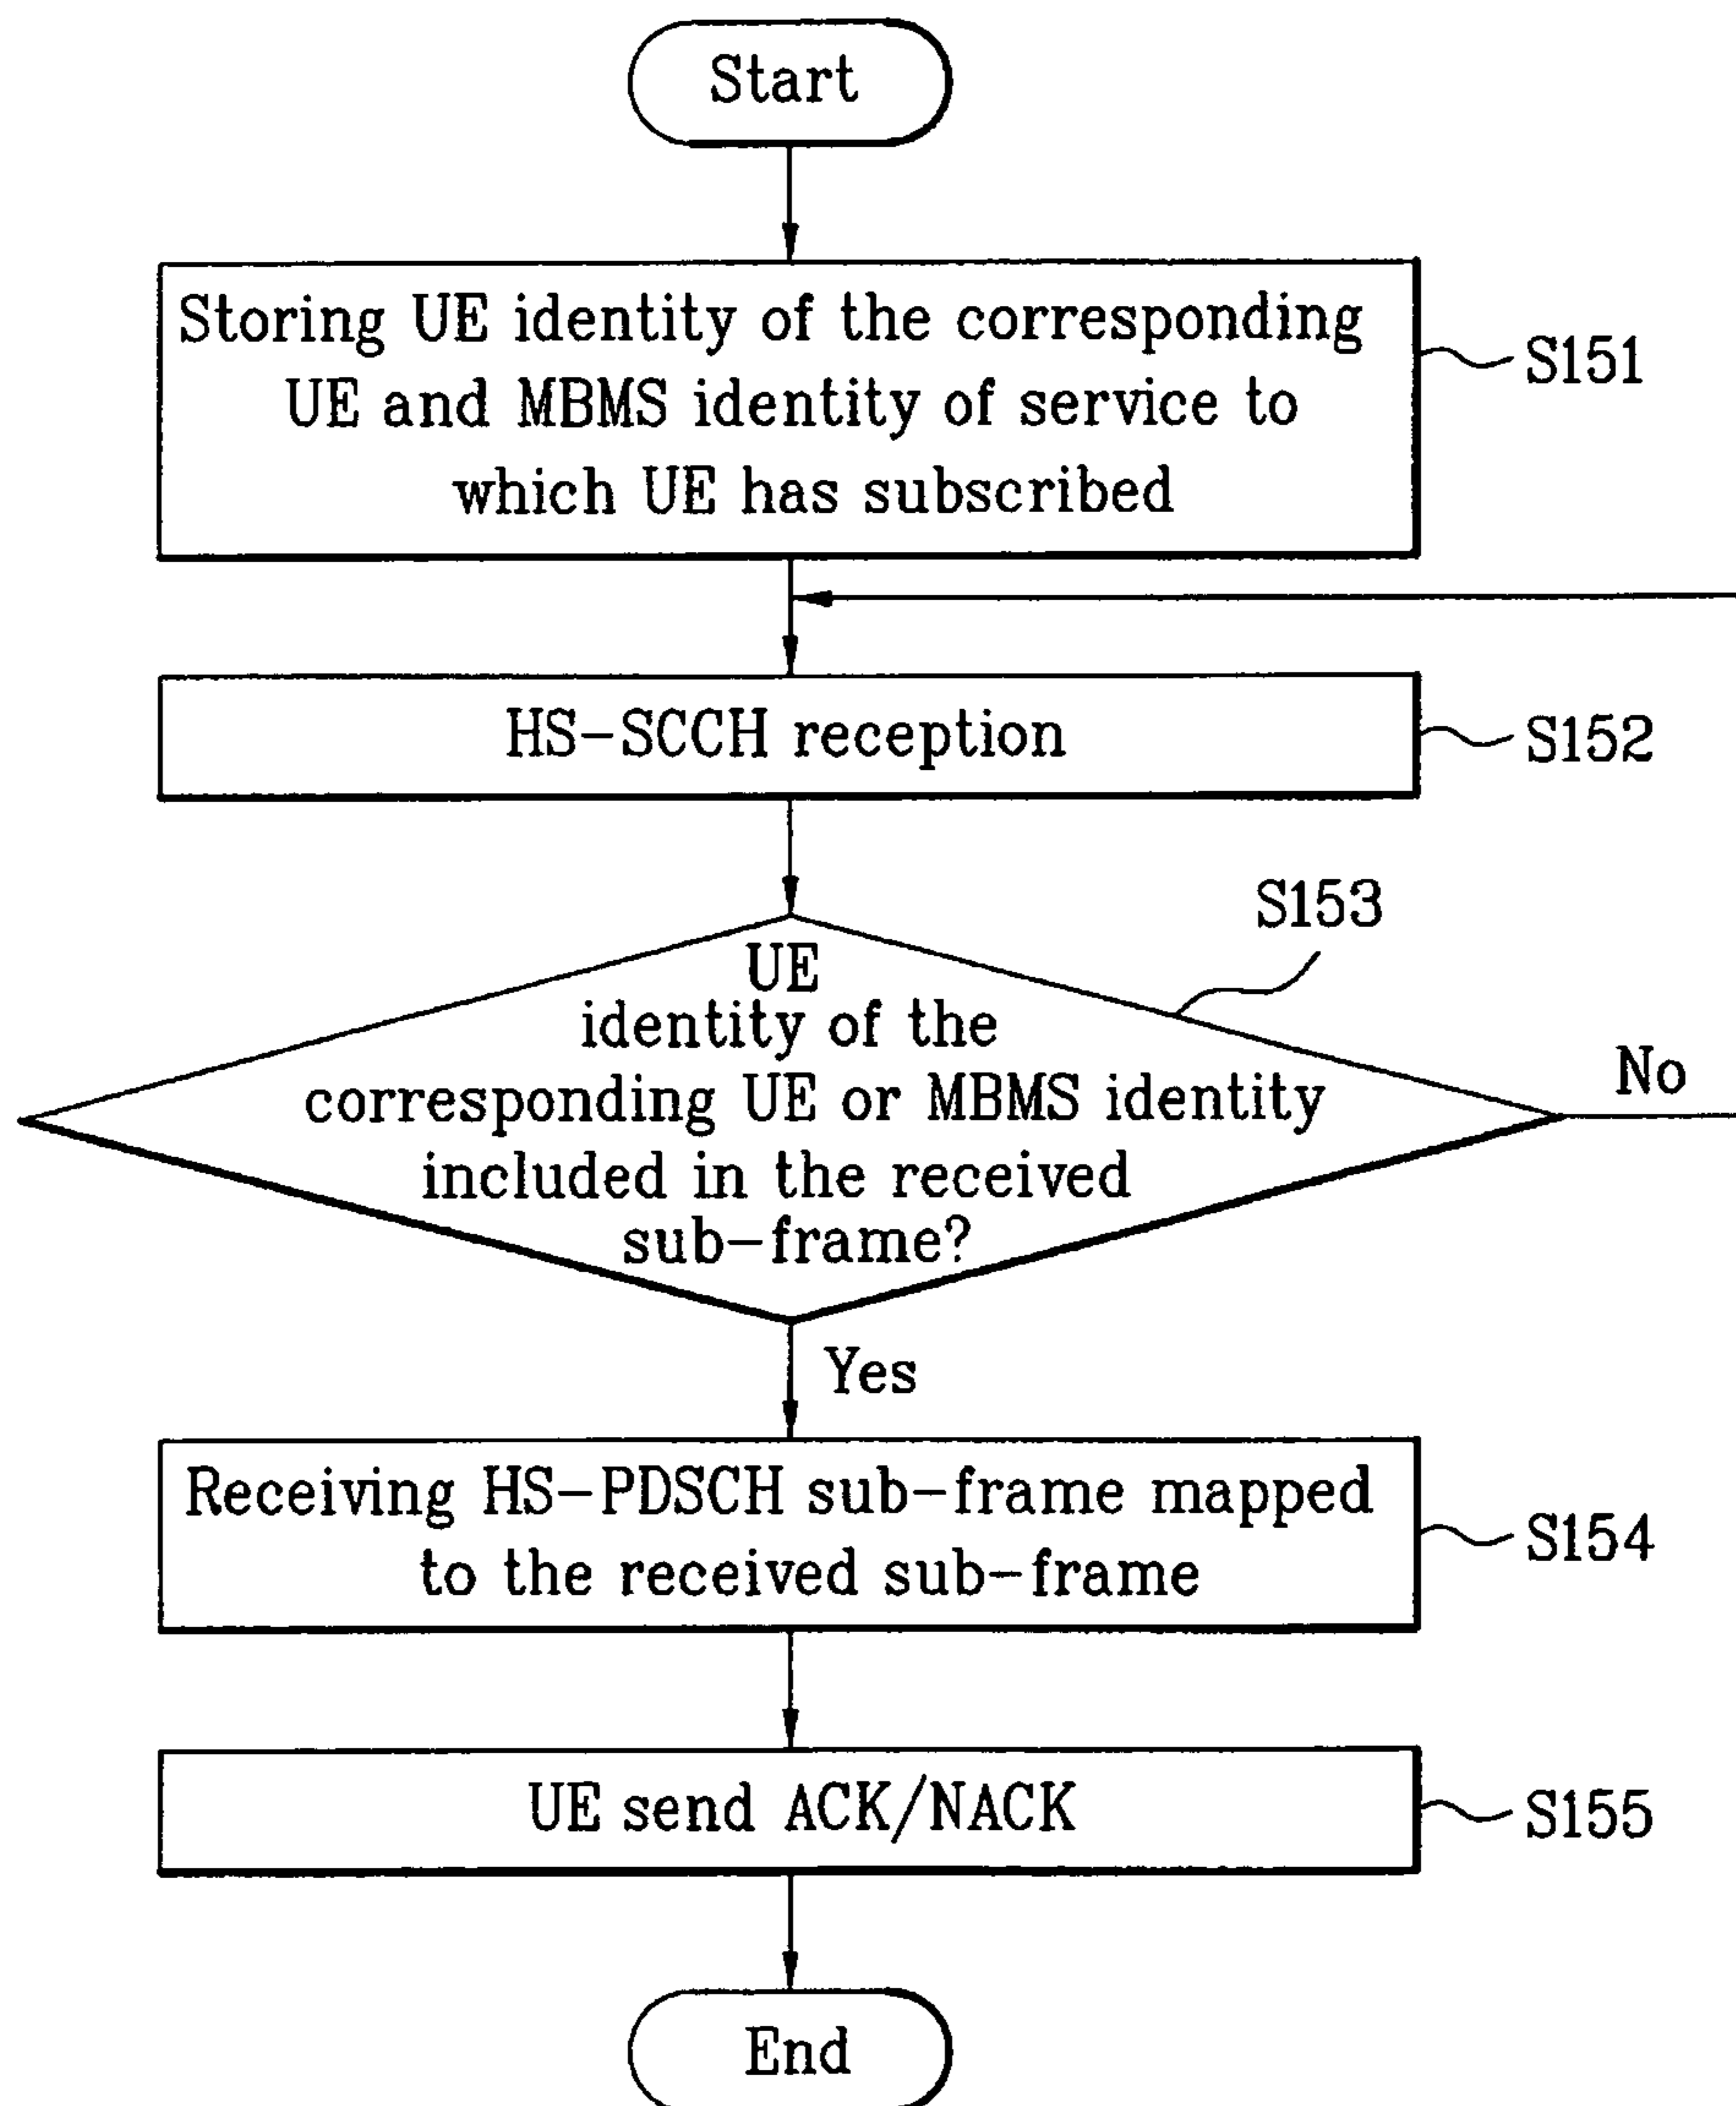 Start
Storing UE identity of the corresponding
UE and MBMS identity of service to
which UE has subscribed
S151
HS-SCCH reception
S152
S153
UE
identity of the
corresponding UE or MBMS identity
included in the received
sub-frame?
No
Yes
Receiving HS-PDSCH sub-frame mapped
to the received sub-frame
S154
UE send ACK/NACK
S155
End